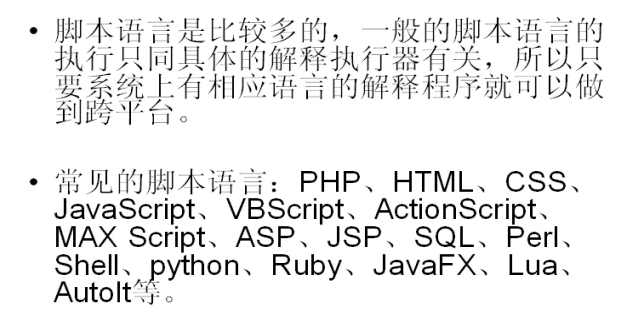 • 脚本语言是比较多的，一般的脚本语言的
执行只同具体的解释执行器有关，所以只
要系统上有相应语言的解释程序就可以做
到跨平台。
• 常见的脚本语言：PHP、HTML、CSS、
JavaScript、VBScript、ActionScript、
MAX Script、ASP、JSP、SQL、Perl、
Shell、python、Ruby、JavaFX、Lua、
AutoIt等。